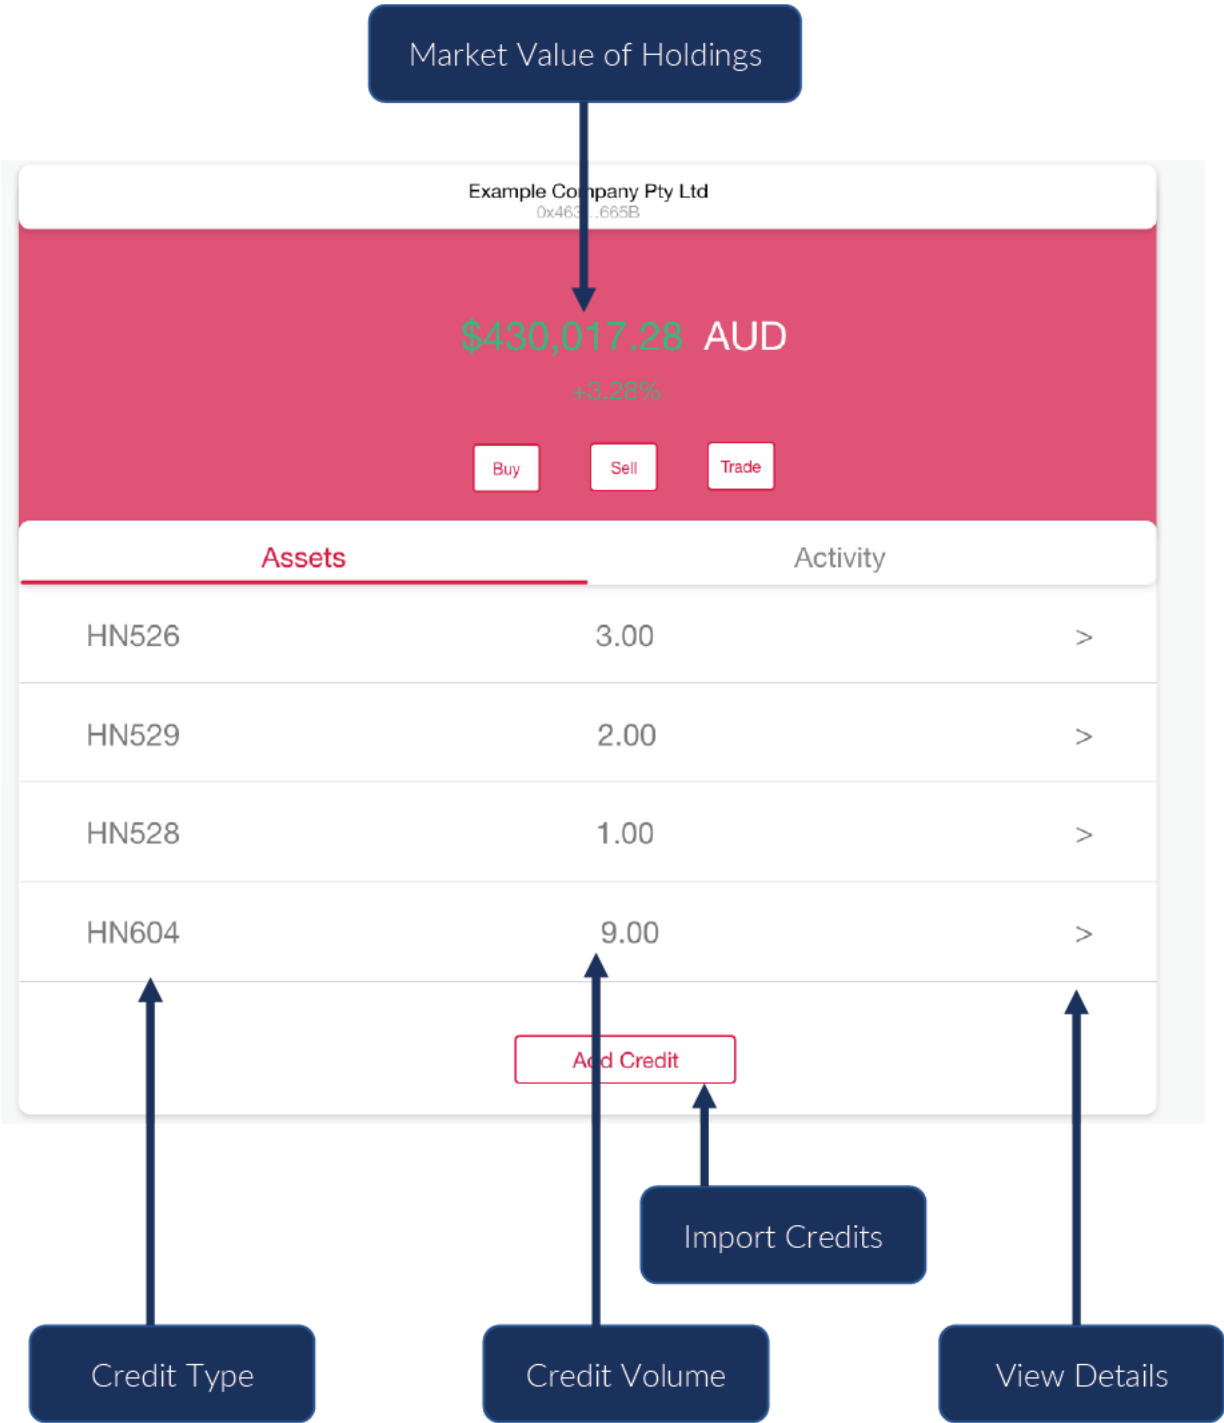 Market Value of Holdings
Example Company Pty Ltd
0x463...665B
$430,017.28 AUD
+3.28%
Buy Sell Trade
Assets Activity
HN526 3.00 >
HN529 2.00 >
HN528 1.00 >
HN604 9.00 >
Add Credit
Import Credits
Credit Type Credit Volume View Details